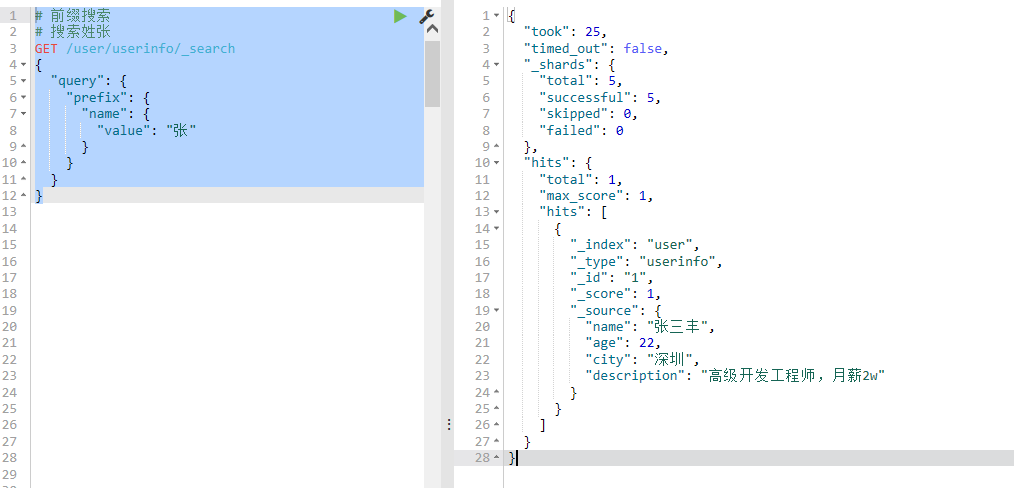 1 # 前缀搜索
2 # 搜索姓张
3 GET /user/userinfo/_search
4 {
5 "query": {
6 "prefix": {
7 "name": {
8 "value": "张"
9 }
10 }
11 }
12 }
13
14
15
16
17
18
19
20
21
22
23
24
25
26
27
28
29
1 {
2 "took": 25,
3 "timed_out": false,
4 "_shards": {
5 "total": 5,
6 "successful": 5,
7 "skipped": 0,
8 "failed": 0
9 },
10 "hits": {
11 "total": 1,
12 "max_score": 1,
13 "hits": [
14 {
15 "_index": "user",
16 "_type": "userinfo",
17 "_id": "1",
18 "_score": 1,
19 "_source": {
20 "name": "张三丰",
21 "age": 22,
22 "city": "深圳",
23 "description": "高级开发工程师，月薪2w"
24 }
25 }
26 ]
27 }
28 }